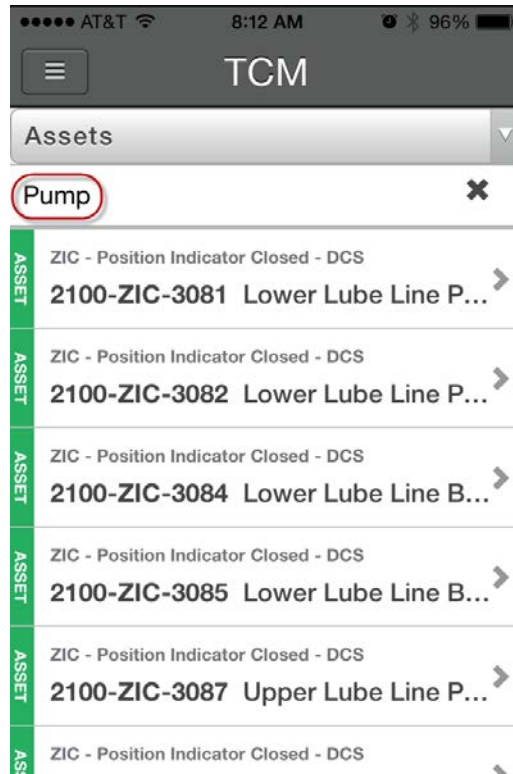 AT&T 8:12 AM 96%
TCM
Assets
Pump
ASSET
ZIC - Position Indicator Closed - DCS
2100-ZIC-3081 Lower Lube Line P...
ASSET
ZIC - Position Indicator Closed - DCS
2100-ZIC-3082 Lower Lube Line P...
ASSET
ZIC - Position Indicator Closed - DCS
2100-ZIC-3084 Lower Lube Line B...
ASSET
ZIC - Position Indicator Closed - DCS
2100-ZIC-3085 Lower Lube Line B...
ASSET
ZIC - Position Indicator Closed - DCS
2100-ZIC-3087 Upper Lube Line P...
AS
ZIC - Position Indicator Closed - DCS